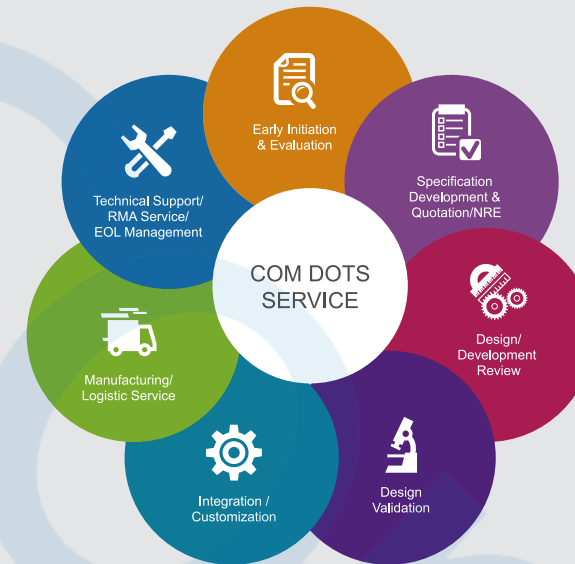 Early Initiation
& Evaluation
Specification
Development &
Quotation/NRE
Design/
Development
Review
Design
Validation
Integration /
Customization
Manufacturing/
Logistic Service
Technical Support/
RMA Service/
EOL Management
COM DOTS
SERVICE